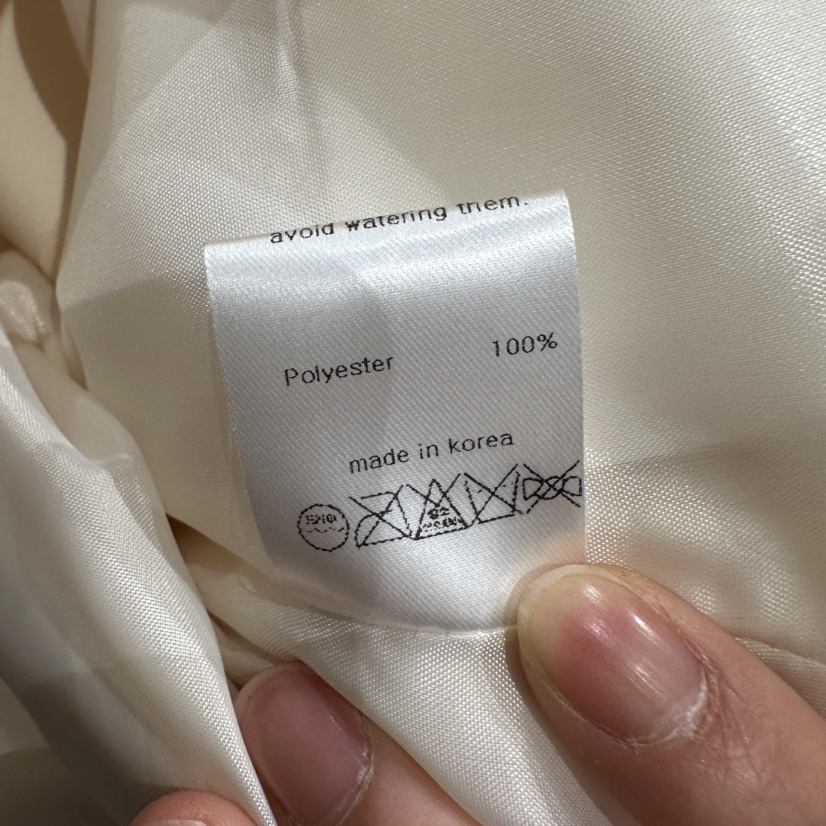 avoid watering them.
Polyester 100%
made in korea